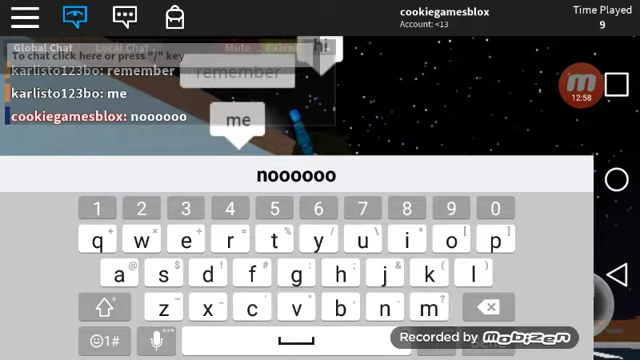 cookiegamesblox
Account: <13
Time Played
9
Global Chat Local Chat Mute
To chat click here or press "/" key
hi
karlisto123bo: remember
remember
karlisto123bo: me
cookiegamesblox: noooooo
me
12:58
noooooo
1 2 3 4 5 6 7 8 9 0
q w e r t y u i o p
a s d f g h j k l
z x c v b n m
☺1#
Recorded by MOBIZEN